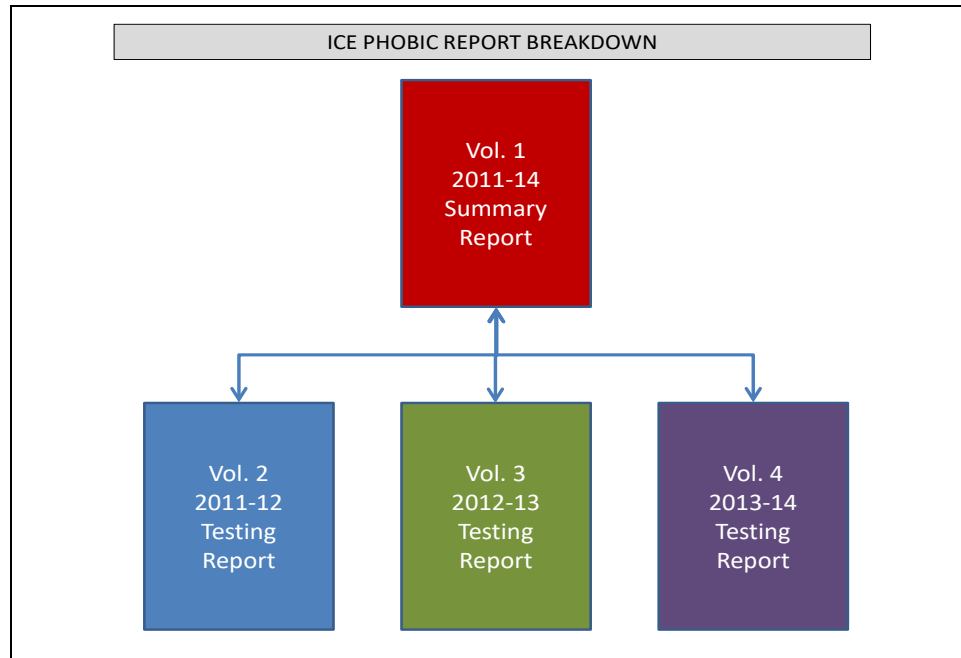 ICE PHOBIC REPORT BREAKDOWN
Vol. 1
2011-14
Summary
Report
Vol. 2
2011-12
Testing
Report
Vol. 3
2012-13
Testing
Report
Vol. 4
2013-14
Testing
Report